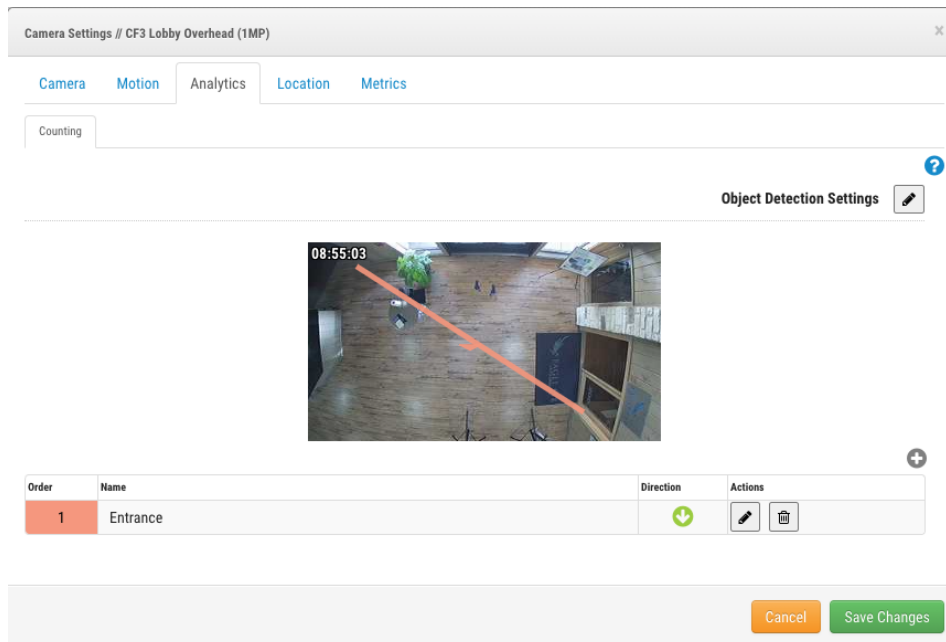 Camera Settings // CF3 Lobby Overhead (1MP)
×
Camera Motion Analytics Location Metrics
Counting
?
Object Detection Settings
08:55:03
Order Name Direction Actions
1 Entrance
Cancel Save Changes